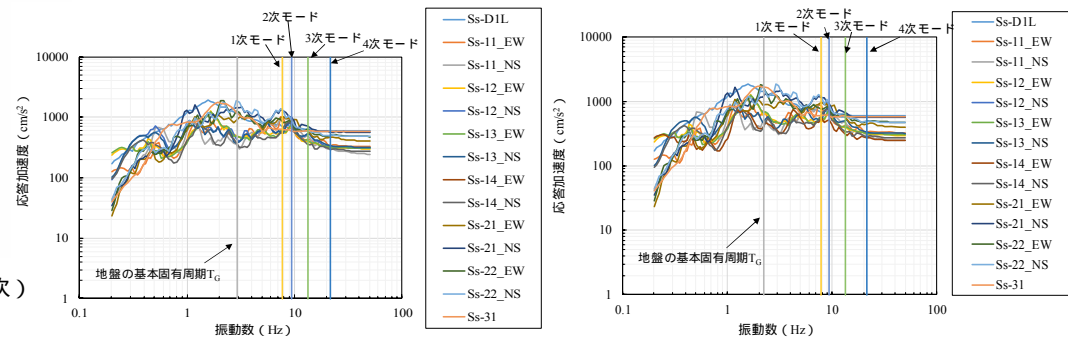 次）
2次モード
1次モード
3次モード
4次モード
応答加速度(cm/s²)
10000
1000
100
10
1
0.1
1
10
100
振動数(Hz)
地盤の基本固有周期TG
Ss-D1L
Ss-11_EW
Ss-11_NS
Ss-12_EW
Ss-12_NS
Ss-13_EW
Ss-13_NS
Ss-14_EW
Ss-14_NS
Ss-21_EW
Ss-21_NS
Ss-22_EW
Ss-22_NS
Ss-31
2次モード
1次モード
3次モード
4次モード
応答加速度(cm/s²)
10000
1000
100
10
1
0.1
1
10
100
振動数(Hz)
地盤の基本固有周期TG
Ss-D1L
Ss-11_EW
Ss-11_NS
Ss-12_EW
Ss-12_NS
Ss-13_EW
Ss-13_NS
Ss-14_EW
Ss-14_NS
Ss-21_EW
Ss-21_NS
Ss-22_EW
Ss-22_NS
Ss-31